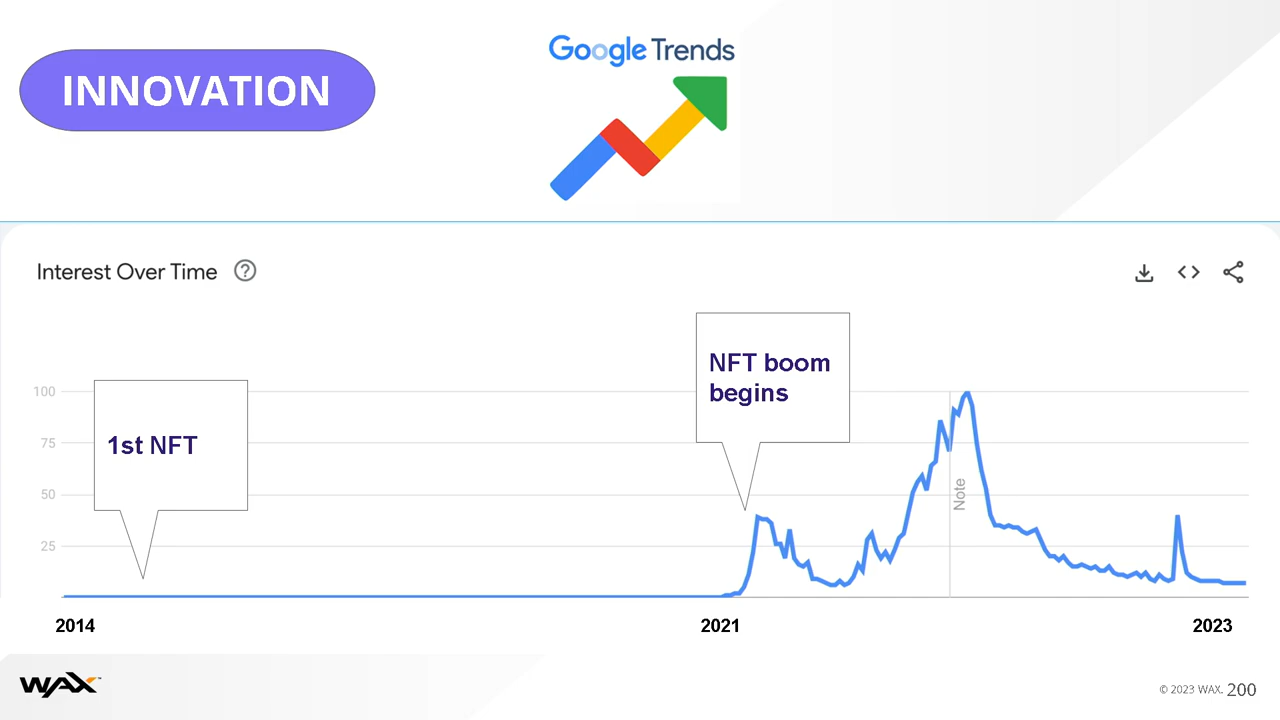 INNOVATION
Google Trends
Interest Over Time
?
NFT boom
begins
1st NFT
100
75
50
25
Note
2014
2021
2023
WAX™
© 2023 WAX. 200